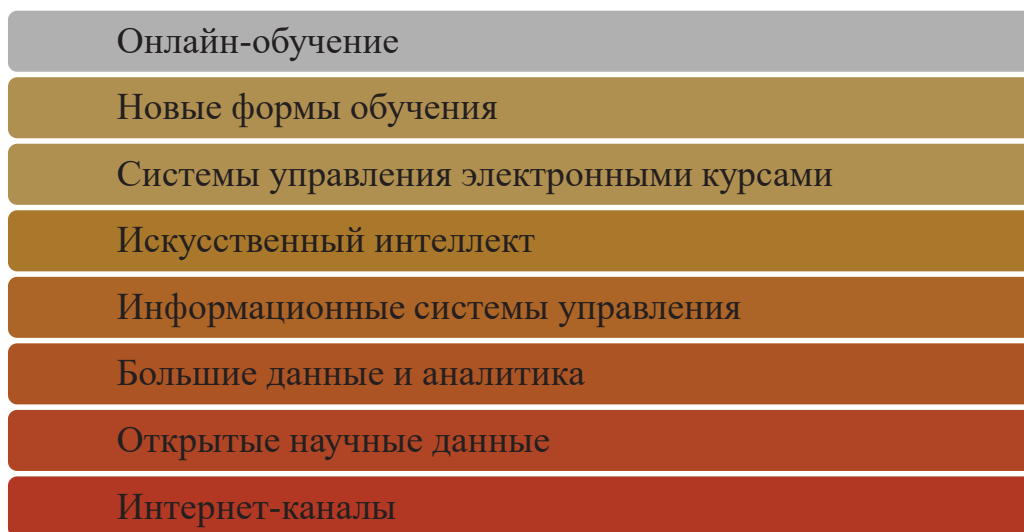 Онлайн-обучение
Новые формы обучения
Системы управления электронными курсами
Искусственный интеллект
Информационные системы управления
Большие данные и аналитика
Открытые научные данные
Интернет-каналы